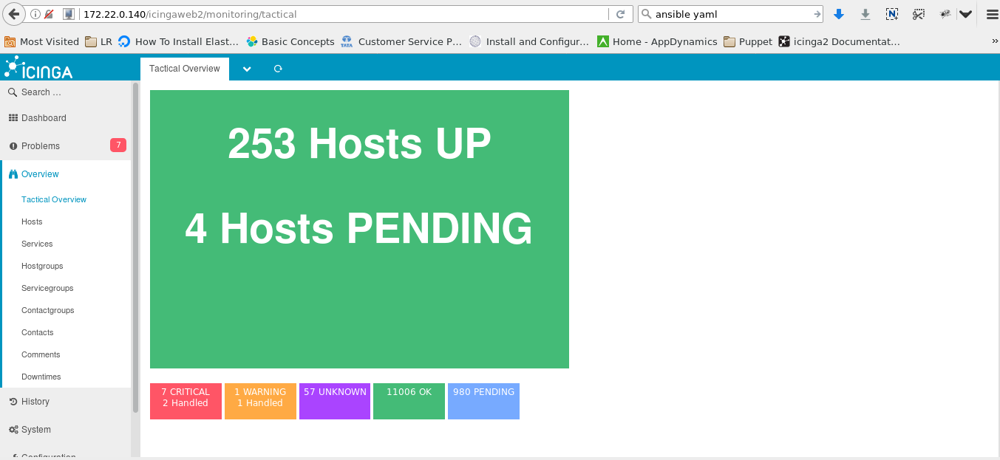 172.22.0.140/icingaweb2/monitoring/tactical
ansible yaml
Most Visited LR How To Install Elast... TATA Customer Service P... Basic Concepts Install and Configur... Home - AppDynamics Puppet icinga2 Documentat... »
ICINGA
Tactical Overview
Search ...
Dashboard
Problems 7
Overview
Tactical Overview
Hosts
Services
Hostgroups
Servicegroups
Contactgroups
Contacts
Comments
Downtimes
History
System
Configuration
253 Hosts UP
4 Hosts PENDING
7 CRITICAL
2 Handled
1 WARNING
1 Handled
57 UNKNOWN
11006 OK
980 PENDING